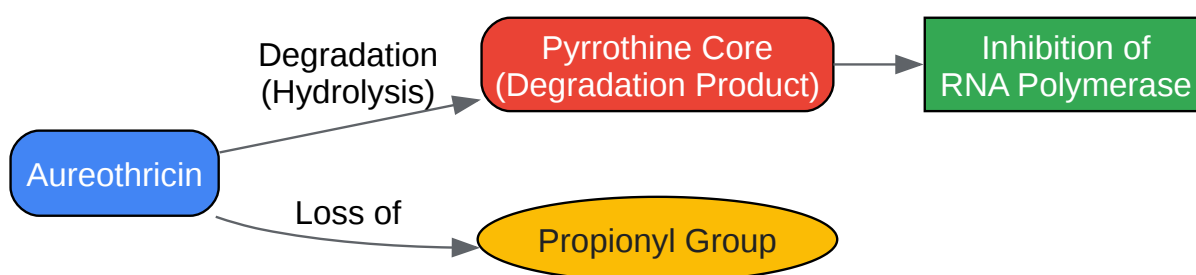 Degradation
(Hydrolysis)
Pyrrothine Core
(Degradation Product)
Inhibition of
RNA Polymerase
Aureothricin
Loss of
Propionyl Group